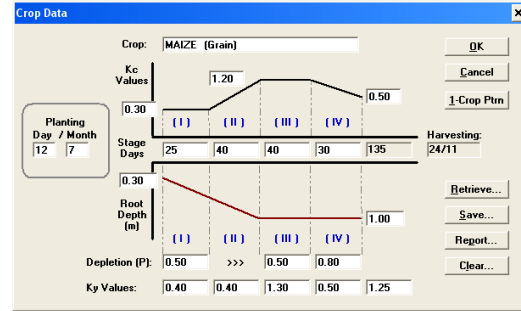 Crop Data
Crop: MAIZE (Grain) OK
Kc Values 1.20 Cancel
0.30 0.50 1-Crop Ptrn
( I ) ( II ) ( III ) ( IV )
Planting Day / Month
12 7
Harvesting:
Stage Days 25 40 40 30 135 24/11
0.30
Root Depth (m) 1.00
Retrieve...
Save...
( I ) ( II ) ( III ) ( IV ) Report...
Depletion (P): 0.50 >>> 0.50 0.80 Clear...
Ky Values: 0.40 0.40 1.30 0.50 1.25